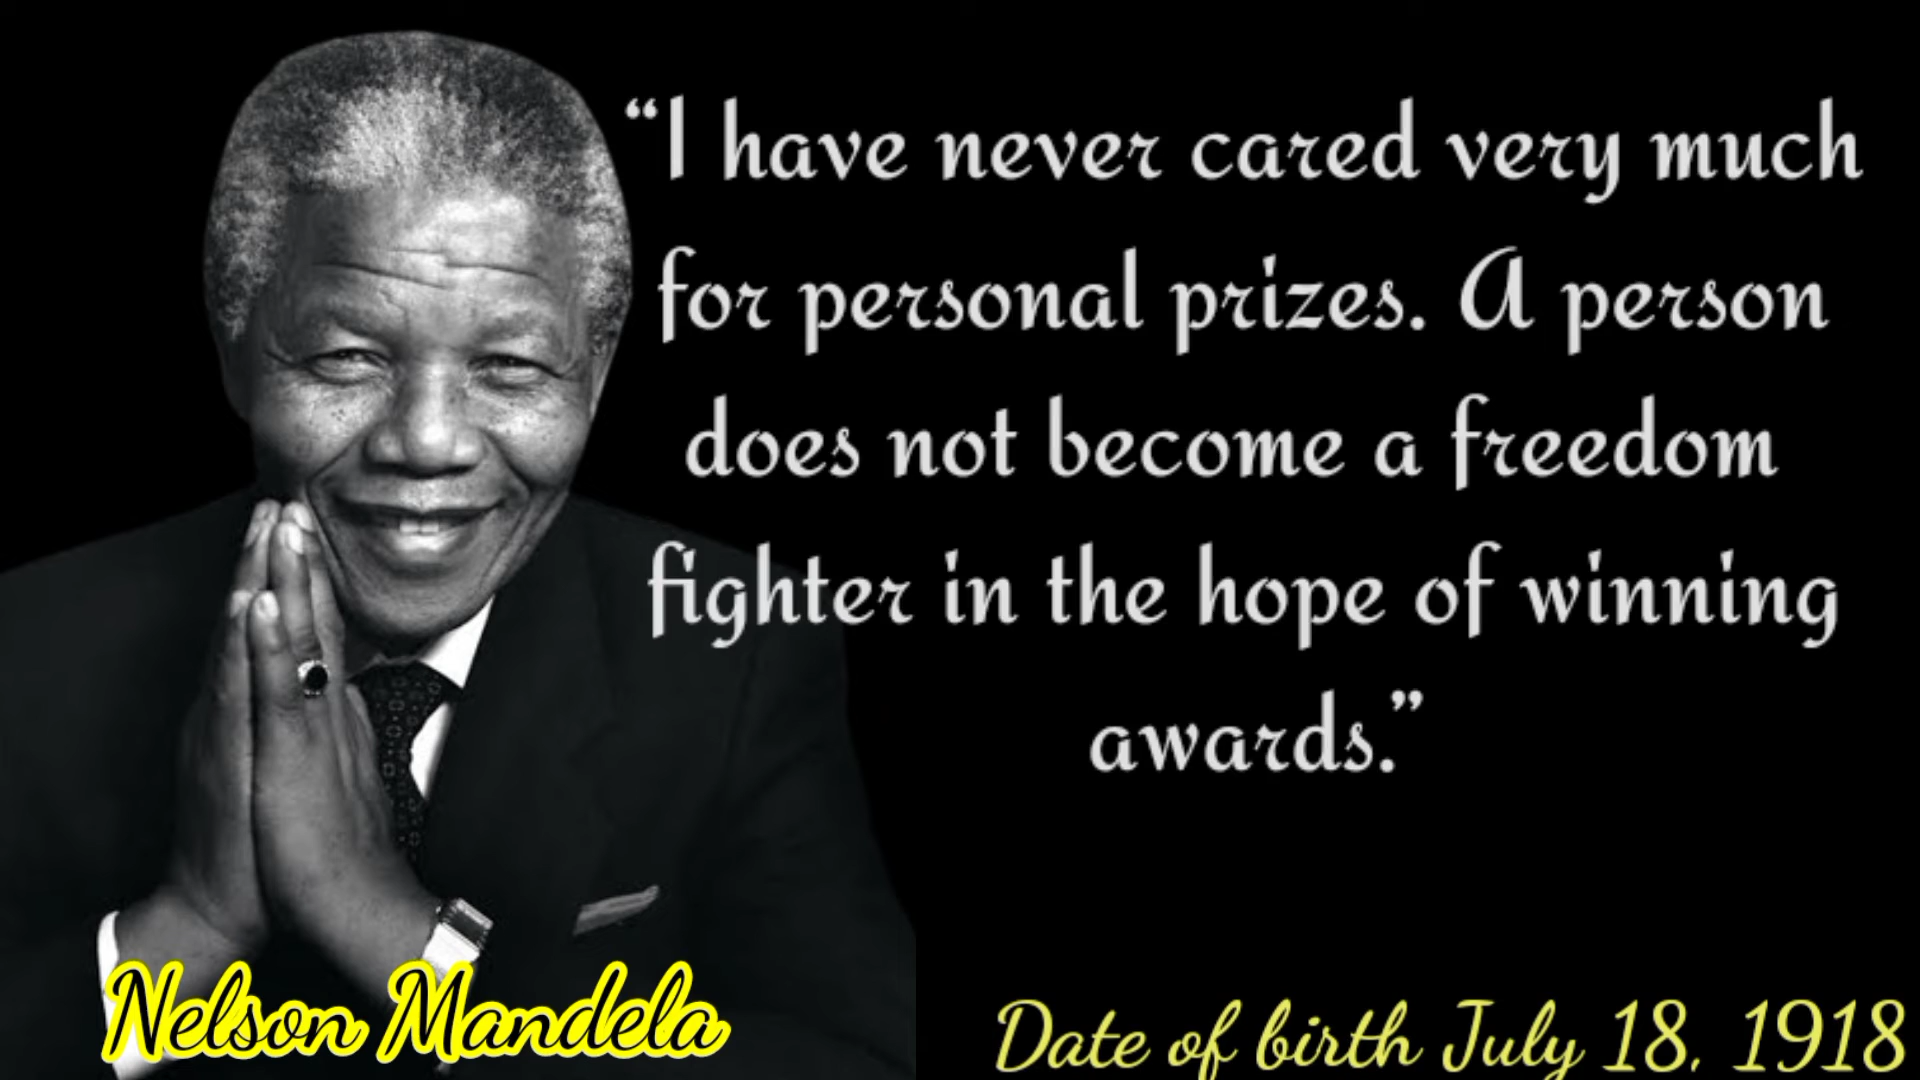 “I have never cared very much
for personal prizes. A person
does not become a freedom
fighter in the hope of winning
awards.”
Nelson Mandela
Date of birth July 18, 1918